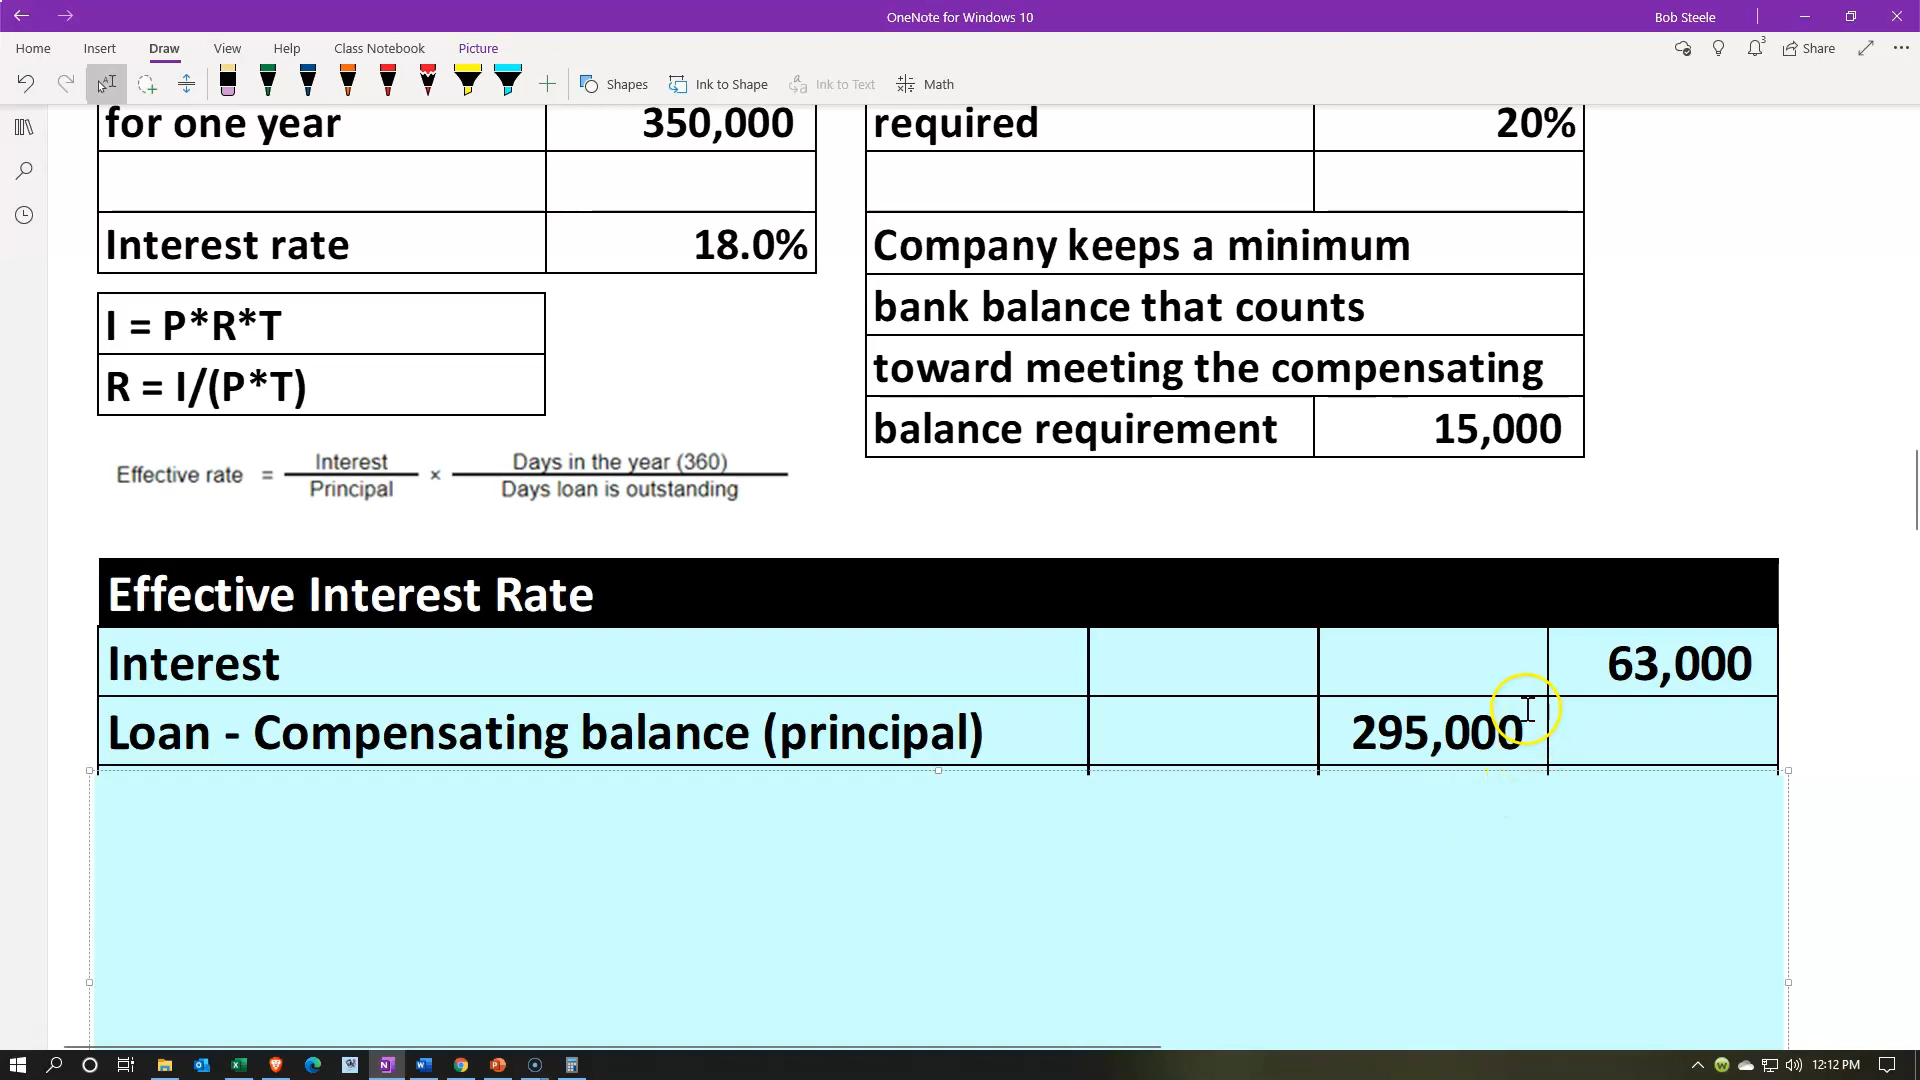 OneNote for Windows 10
Bob Steele
Home Insert Draw View Help Class Notebook Picture
3
Share
Shapes Ink to Shape Ink to Text Math
for one year 350,000
Interest rate 18.0%
I = P*R*T
R = I/(P*T)
Effective rate = Interest / Principal × Days in the year (360) / Days loan is outstanding
required 20%
Company keeps a minimum
bank balance that counts
toward meeting the compensating
balance requirement 15,000
Effective Interest Rate
Interest 63,000
Loan - Compensating balance (principal) 295,000
12:12 PM